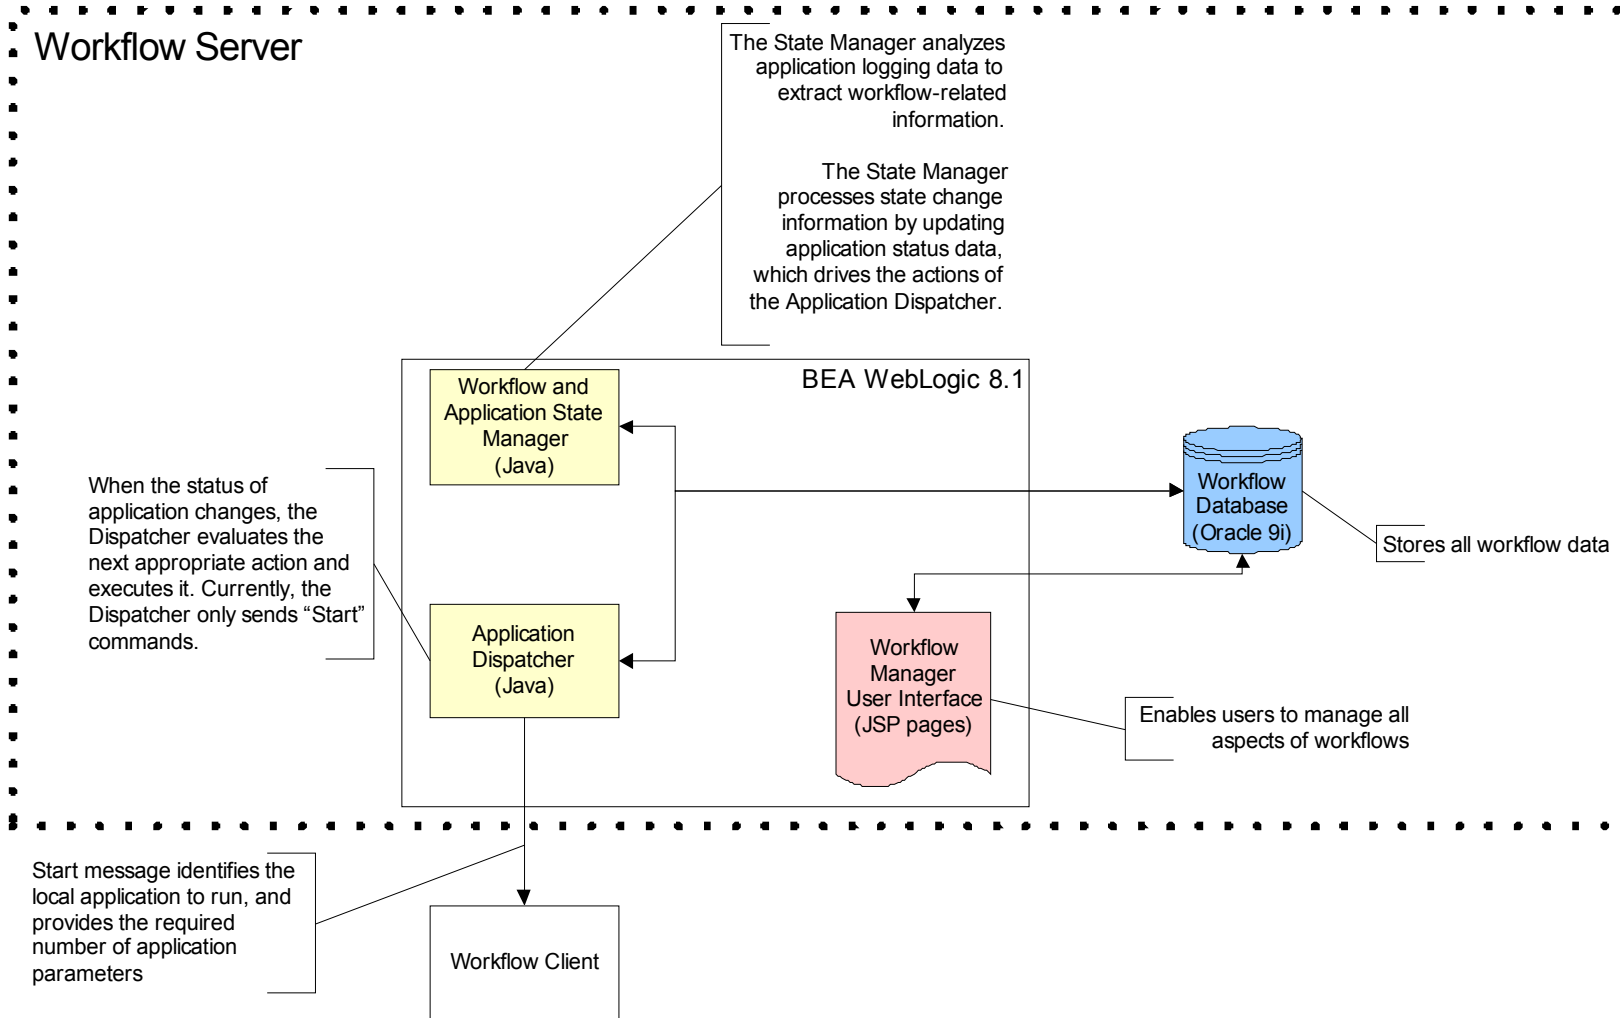 Workflow Server
The State Manager analyzes
application logging data to
extract workflow-related
information.
The State Manager
processes state change
information by updating
application status data,
which drives the actions of
the Application Dispatcher.
BEA WebLogic 8.1
Workflow and
Application State
Manager
(Java)
When the status of
application changes, the
Dispatcher evaluates the
next appropriate action and
executes it. Currently, the
Dispatcher only sends “Start”
commands.
Workflow
Database
(Oracle 9i)
Stores all workflow data
Application
Dispatcher
(Java)
Workflow
Manager
User Interface
(JSP pages)
Enables users to manage all
aspects of workflows
Start message identifies the
local application to run, and
provides the required
number of application
parameters
Workflow Client